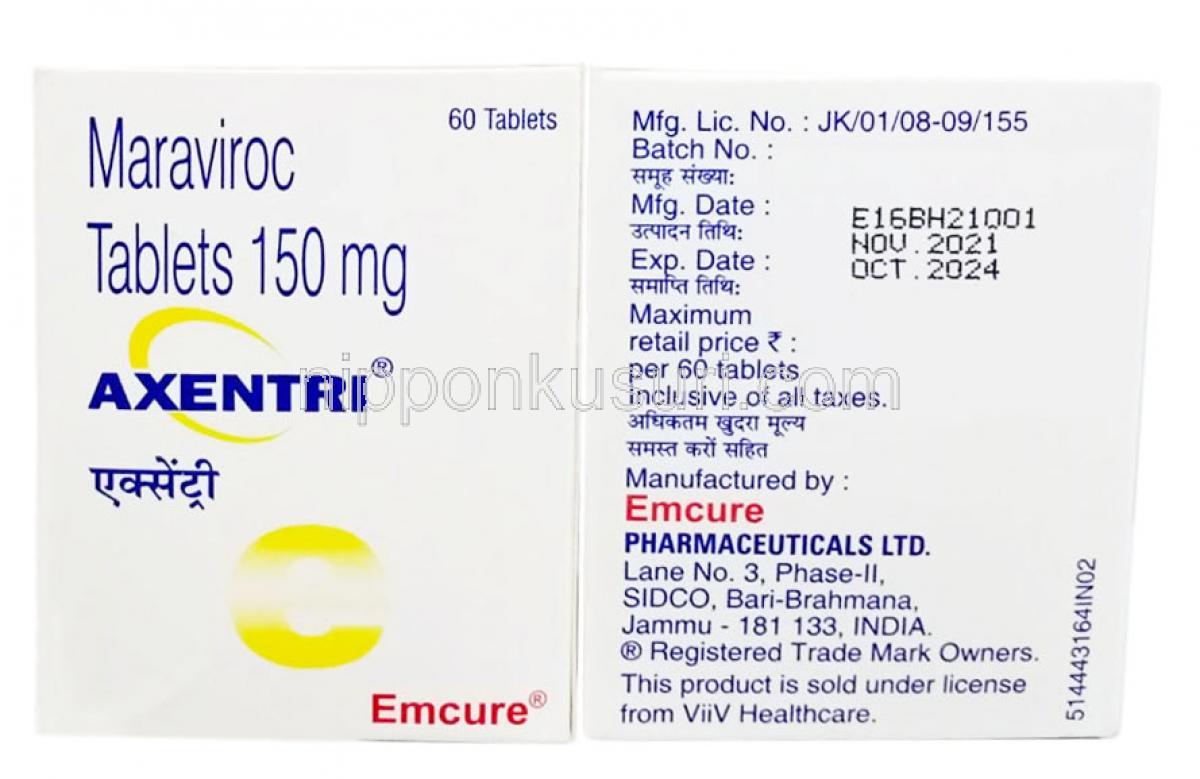 60 Tablets
Maraviroc
Tablets 150 mg
AXENTRI®
एक्सेंट्री
Emcure®
Mfg. Lic. No. : JK/01/08-09/155
Batch No. :
समूह संख्या:
Mfg. Date :
उत्पादन तिथि:
Exp. Date :
समाप्ति तिथि:
E16BH21001
NOV.2021
OCT.2024
Maximum
retail price ₹ :
per 60 tablets
inclusive of all taxes.
अधिकतम खुदरा मूल्य
समस्त करों सहित
Manufactured by :
Emcure
PHARMACEUTICALS LTD.
Lane No. 3, Phase-II,
SIDCO, Bari-Brahmana,
Jammu - 181 133, INDIA.
® Registered Trade Mark Owners.
This product is sold under license
from ViiV Healthcare.
514443164IN02
nipponkusuri.com